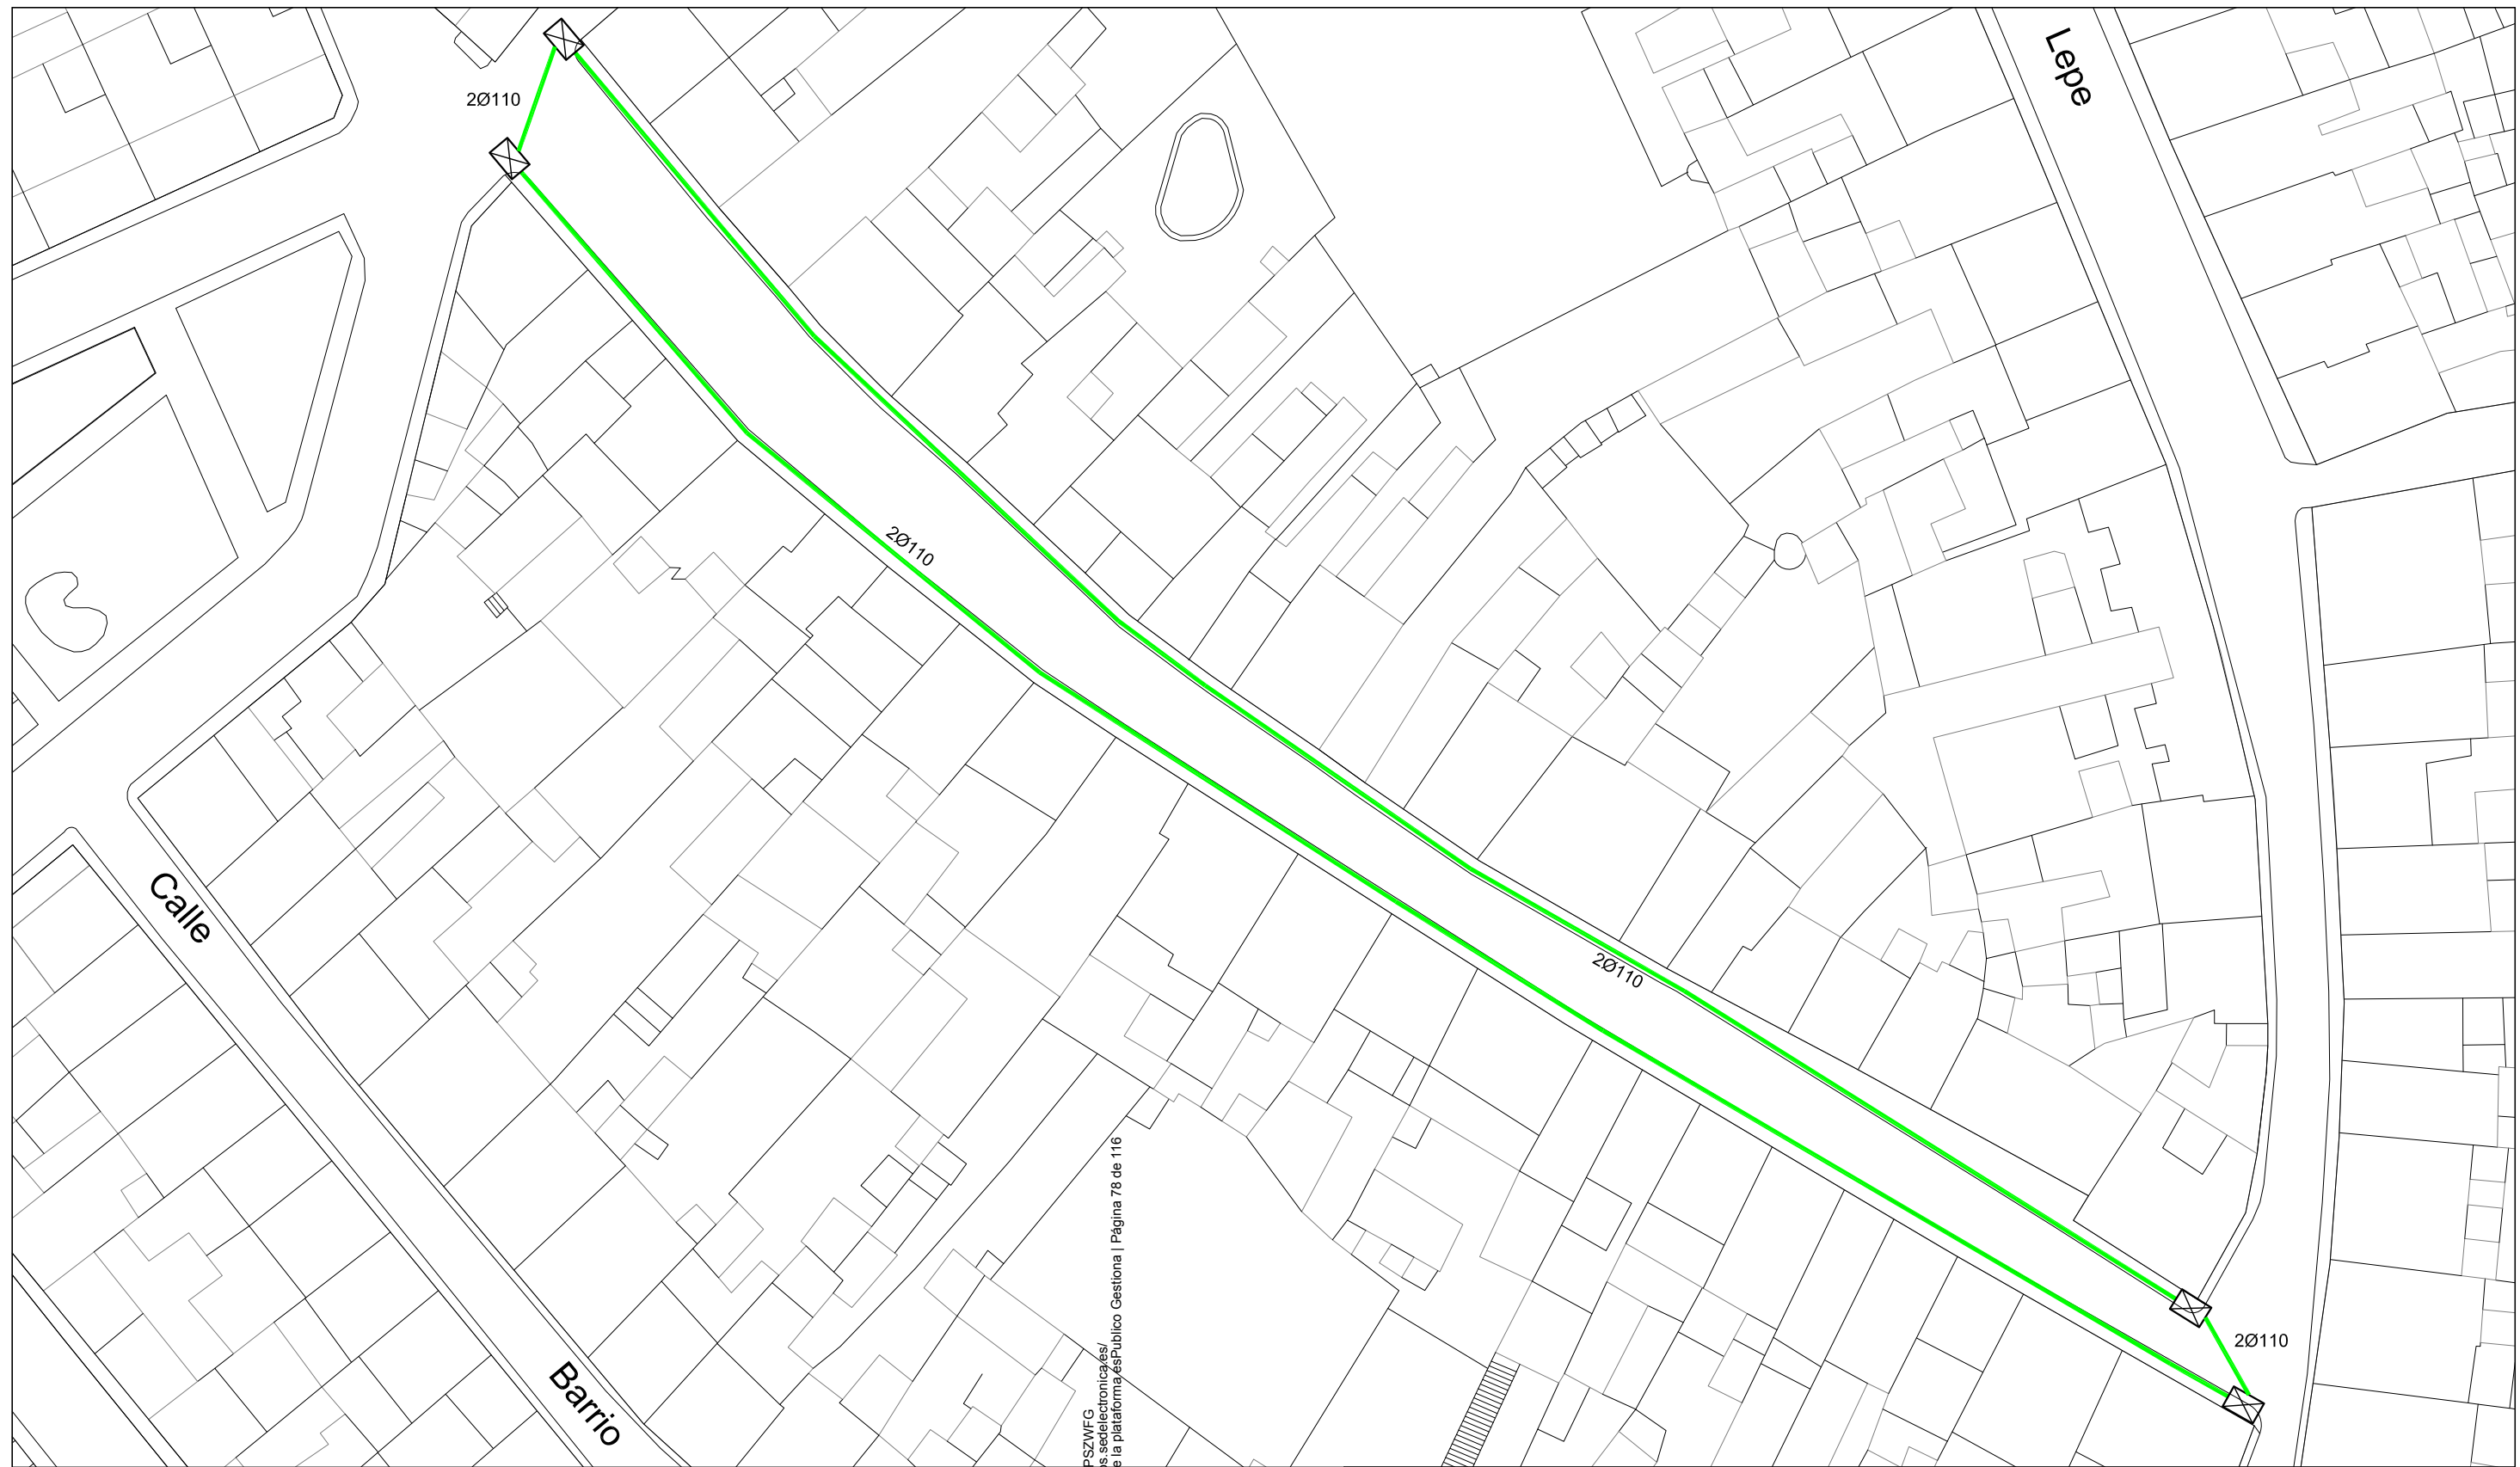 Lepe
2Ø110
2Ø110
Calle
2Ø110
2Ø110
Barrio
PSZWFG
os.sedelectronica.es/
e la plataforma esPublico Gestiona | Página 78 de 116